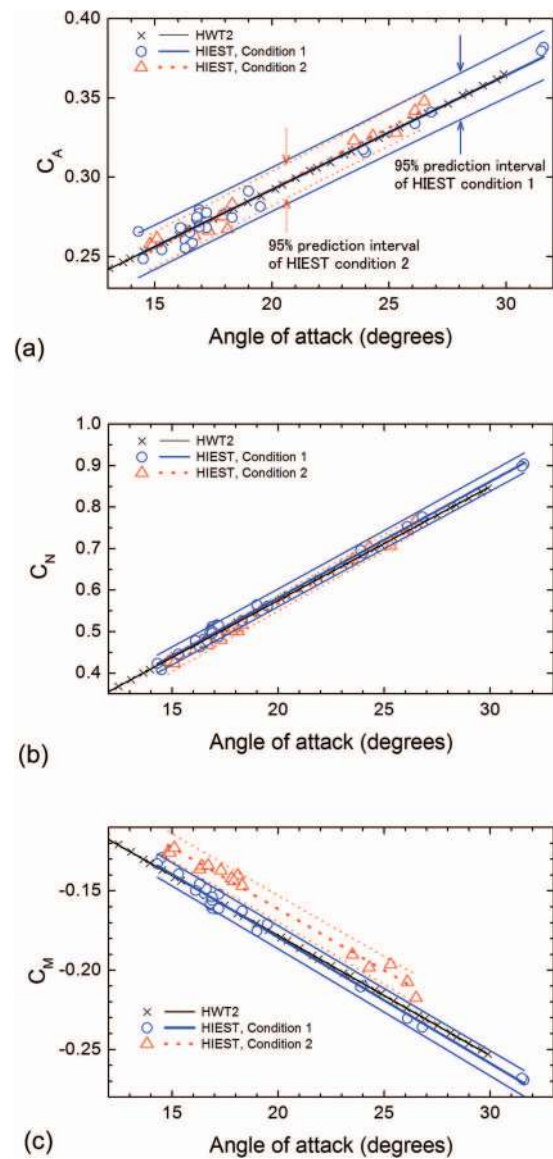 0.40
0.35
0.30
0.25
C_A
HWT2
HIEST, Condition 1
HIEST, Condition 2
95% prediction interval
of HIEST condition 1
95% prediction interval
of HIEST condition 2
15 20 25 30
Angle of attack (degrees)
(a)
1.0
0.9
0.8
0.7
0.6
0.5
0.4
C_N
HWT2
HIEST, Condition 1
HIEST, Condition 2
15 20 25 30
Angle of attack (degrees)
(b)
-0.15
-0.20
-0.25
C_M
HWT2
HIEST, Condition 1
HIEST, Condition 2
15 20 25 30
Angle of attack (degrees)
(c)